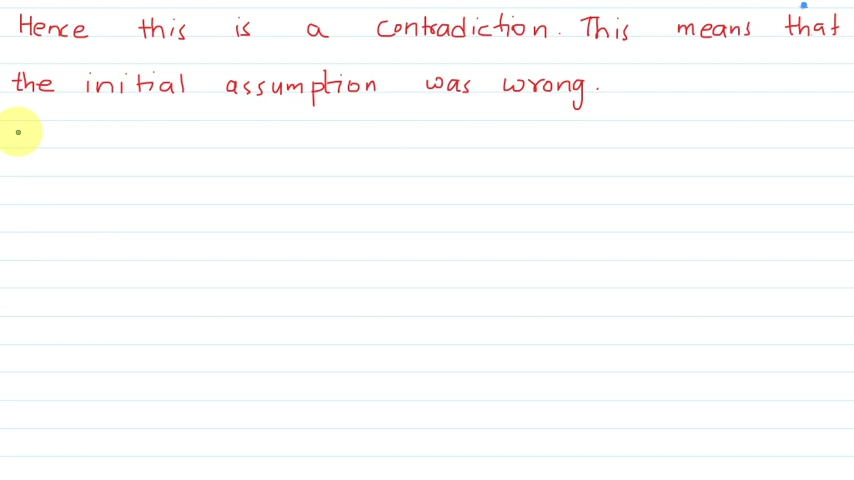 Hence this is a contradiction. This means that
the initial assumption was wrong.